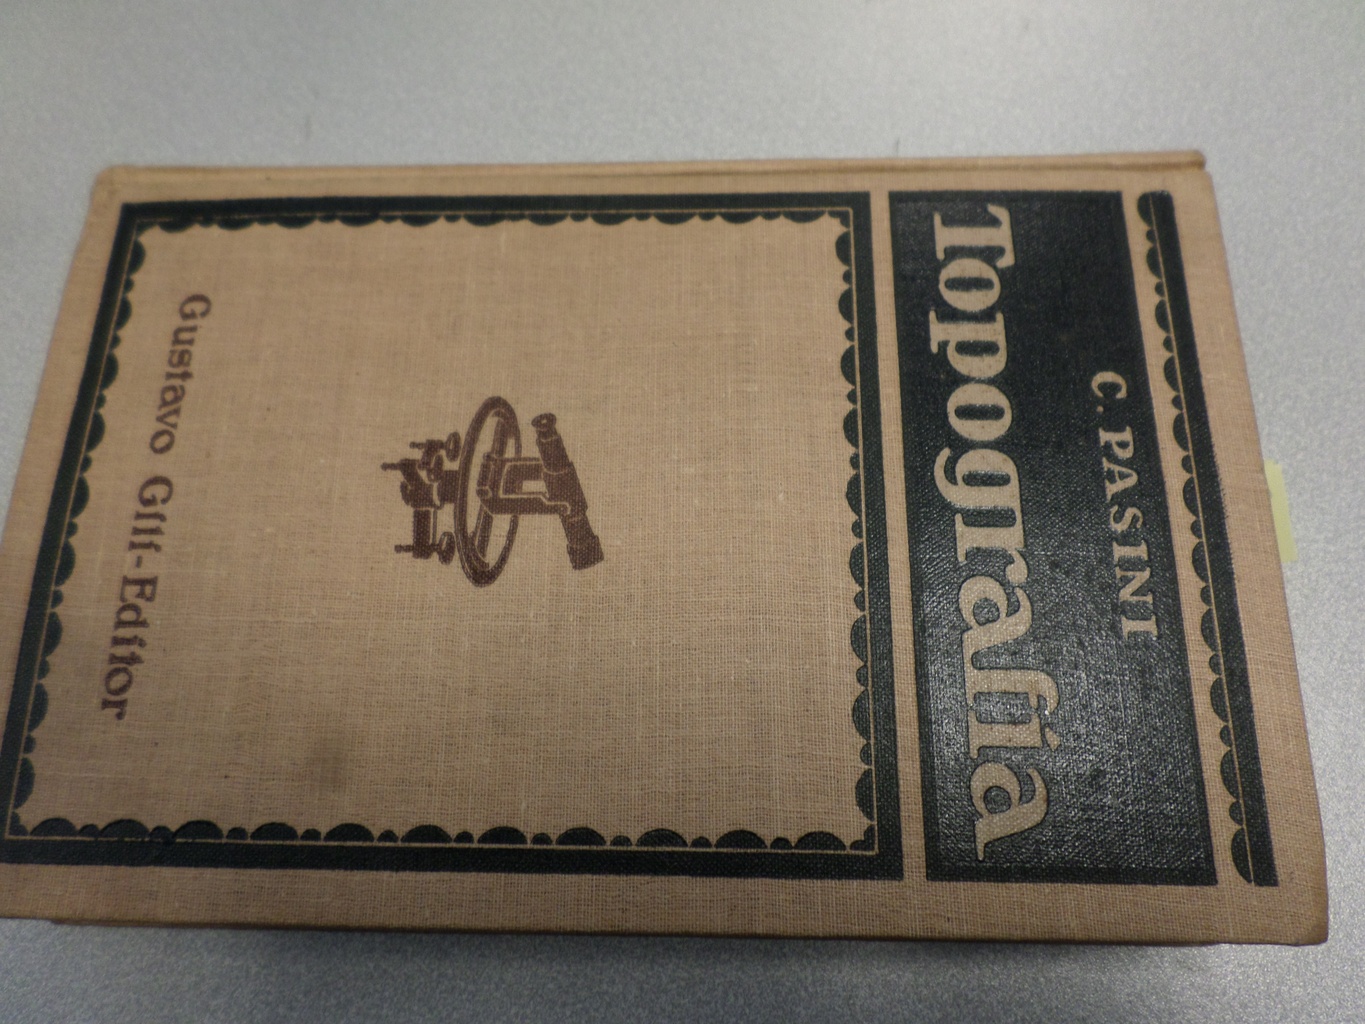 C. PASINI
Topografía
Gustavo Gili-Editor